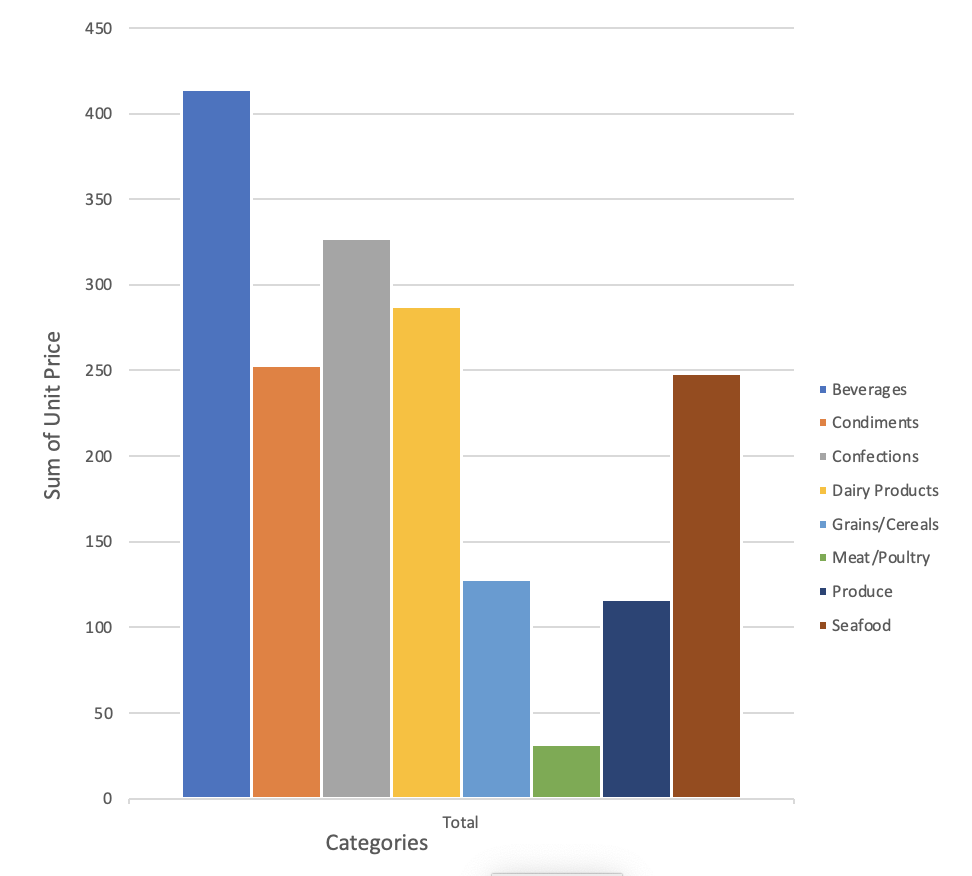 450
400
350
300
250
200
150
100
50
0
Sum of Unit Price
Total
Categories
Beverages
Condiments
Confections
Dairy Products
Grains/Cereals
Meat/Poultry
Produce
Seafood